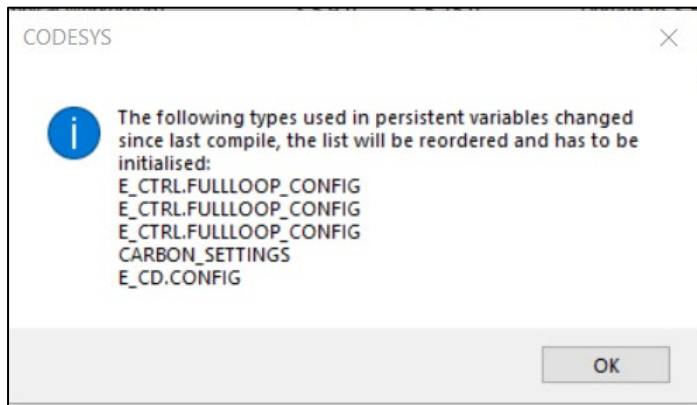 CODESYS
The following types used in persistent variables changed
since last compile, the list will be reordered and has to be
initialised:
E_CTRL.FULLLOOP_CONFIG
E_CTRL.FULLLOOP_CONFIG
E_CTRL.FULLLOOP_CONFIG
CARBON_SETTINGS
E_CD.CONFIG
OK